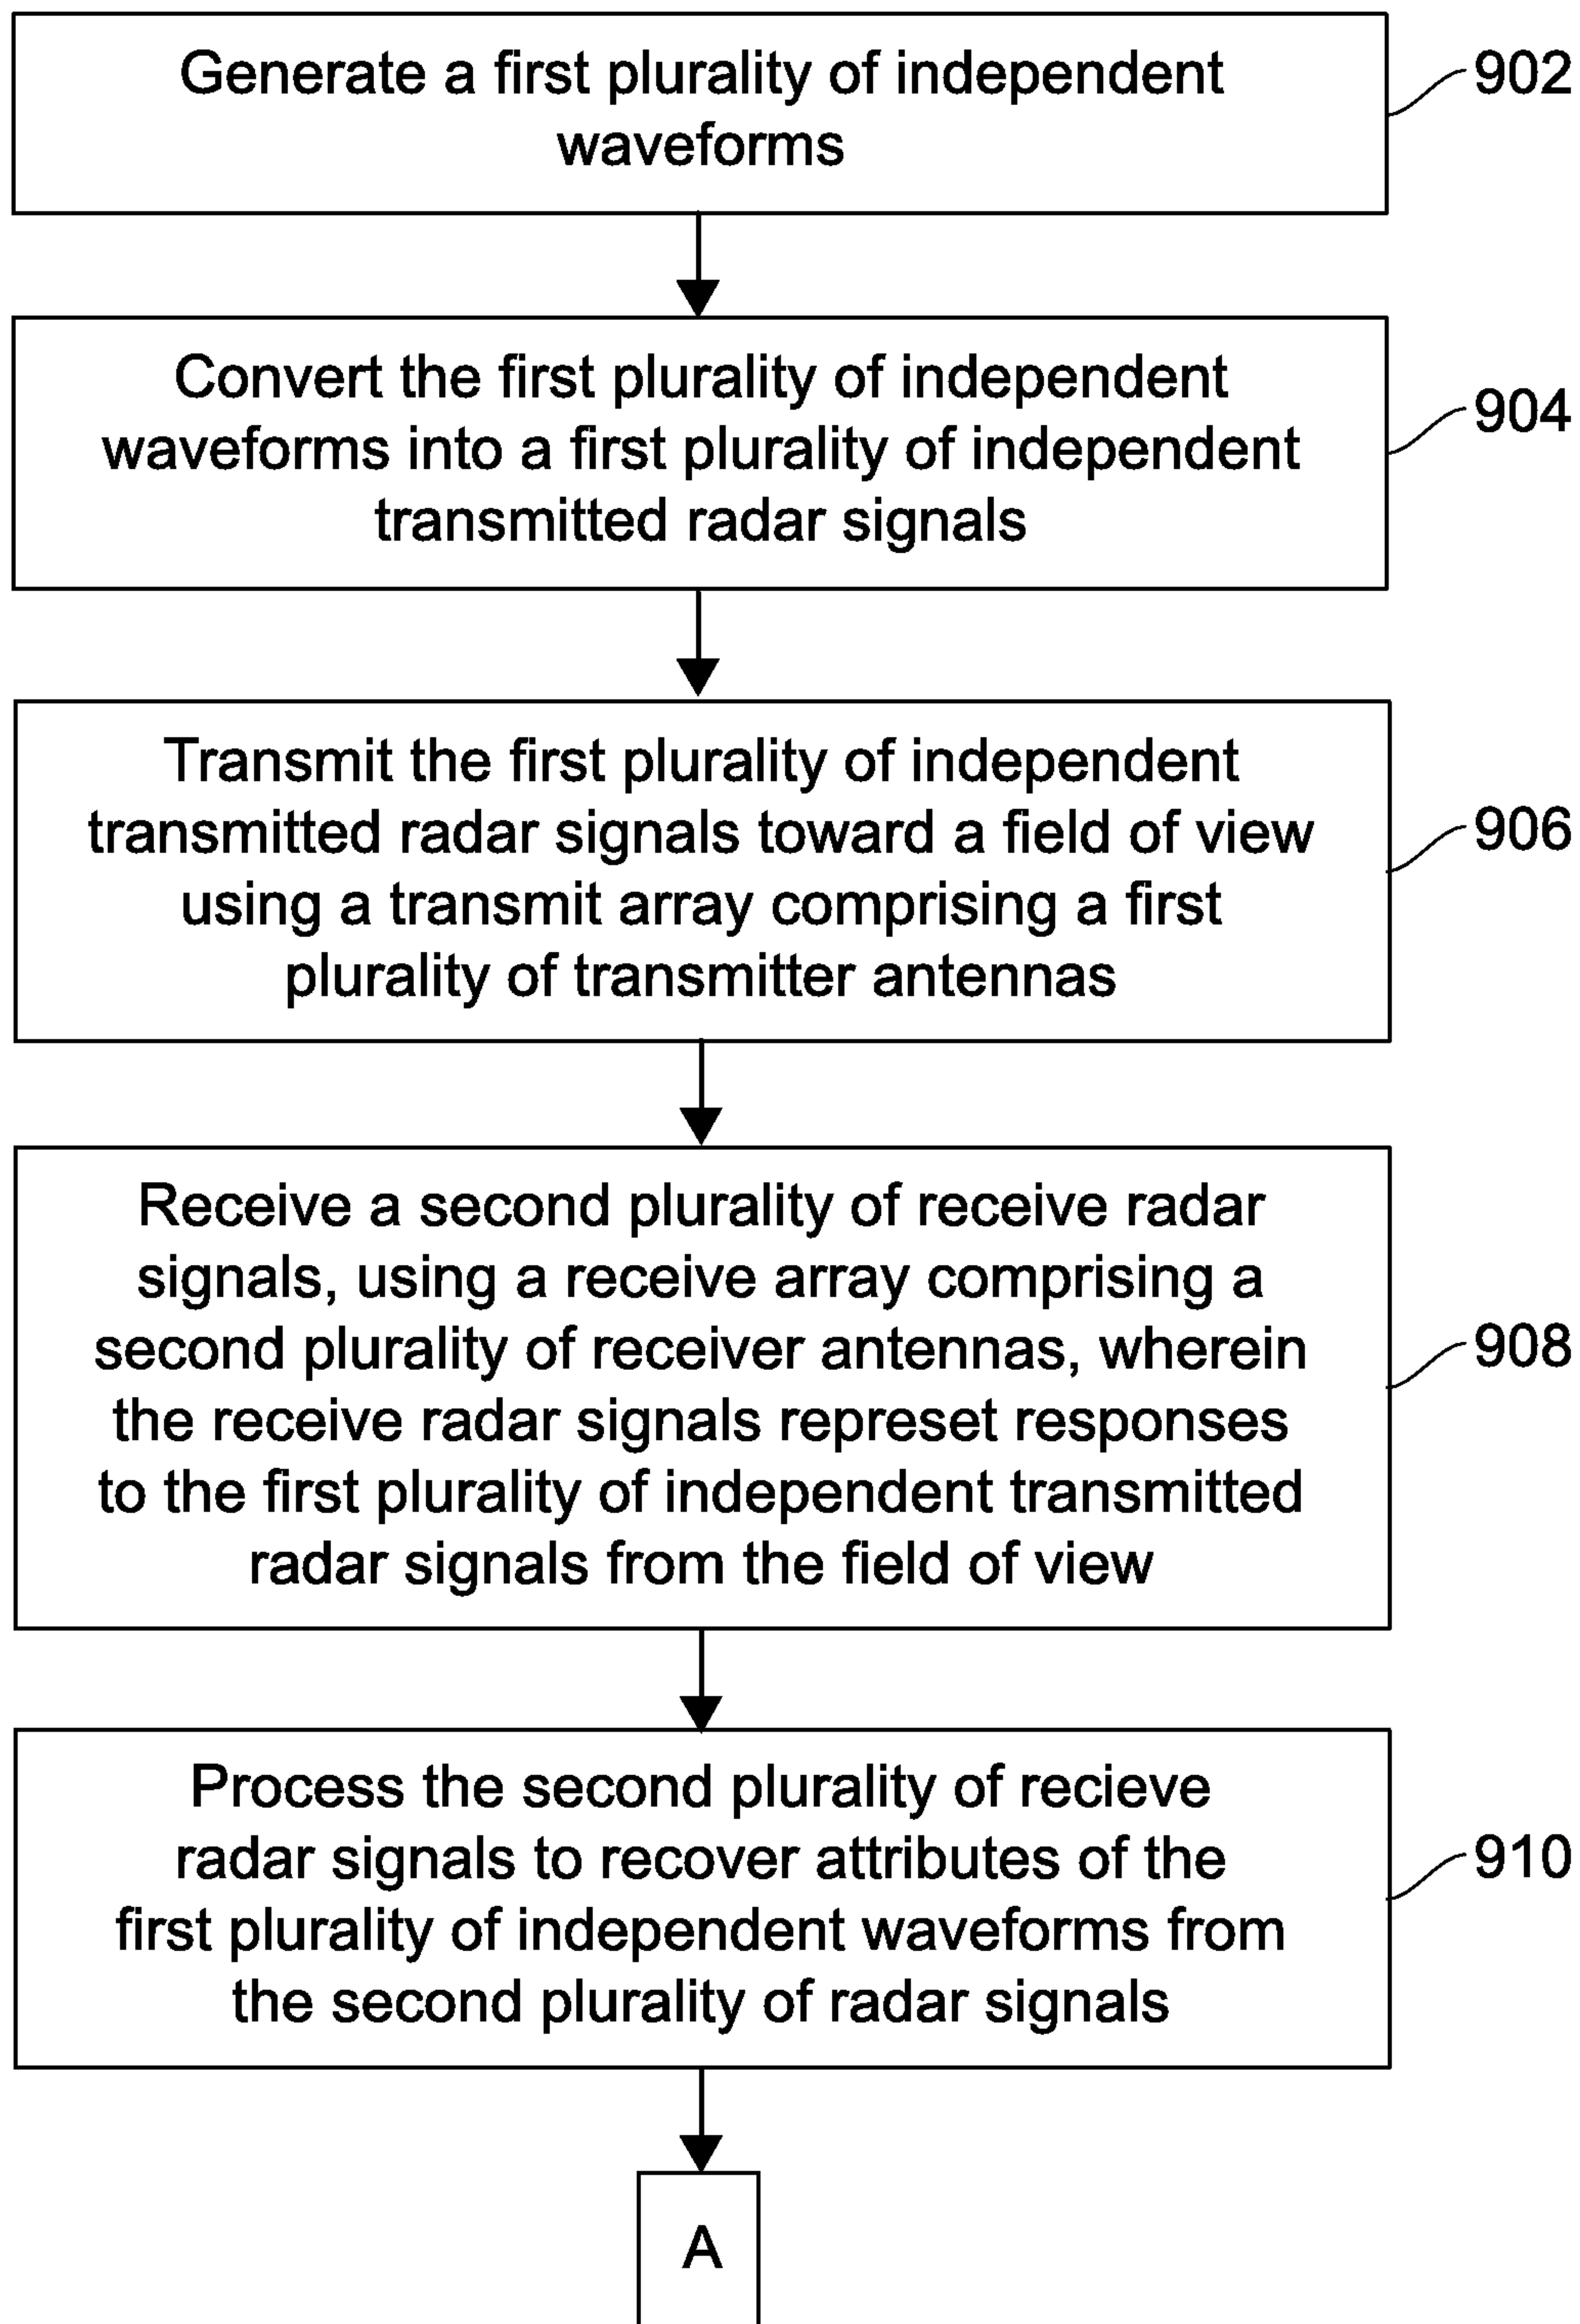 Generate a first plurality of independent
waveforms
902
Convert the first plurality of independent
waveforms into a first plurality of independent
transmitted radar signals
904
Transmit the first plurality of independent
transmitted radar signals toward a field of view
using a transmit array comprising a first
plurality of transmitter antennas
906
Receive a second plurality of receive radar
signals, using a receive array comprising a
second plurality of receiver antennas, wherein
the receive radar signals represet responses
to the first plurality of independent transmitted
radar signals from the field of view
908
Process the second plurality of recieve
radar signals to recover attributes of the
first plurality of independent waveforms from
the second plurality of radar signals
910
A